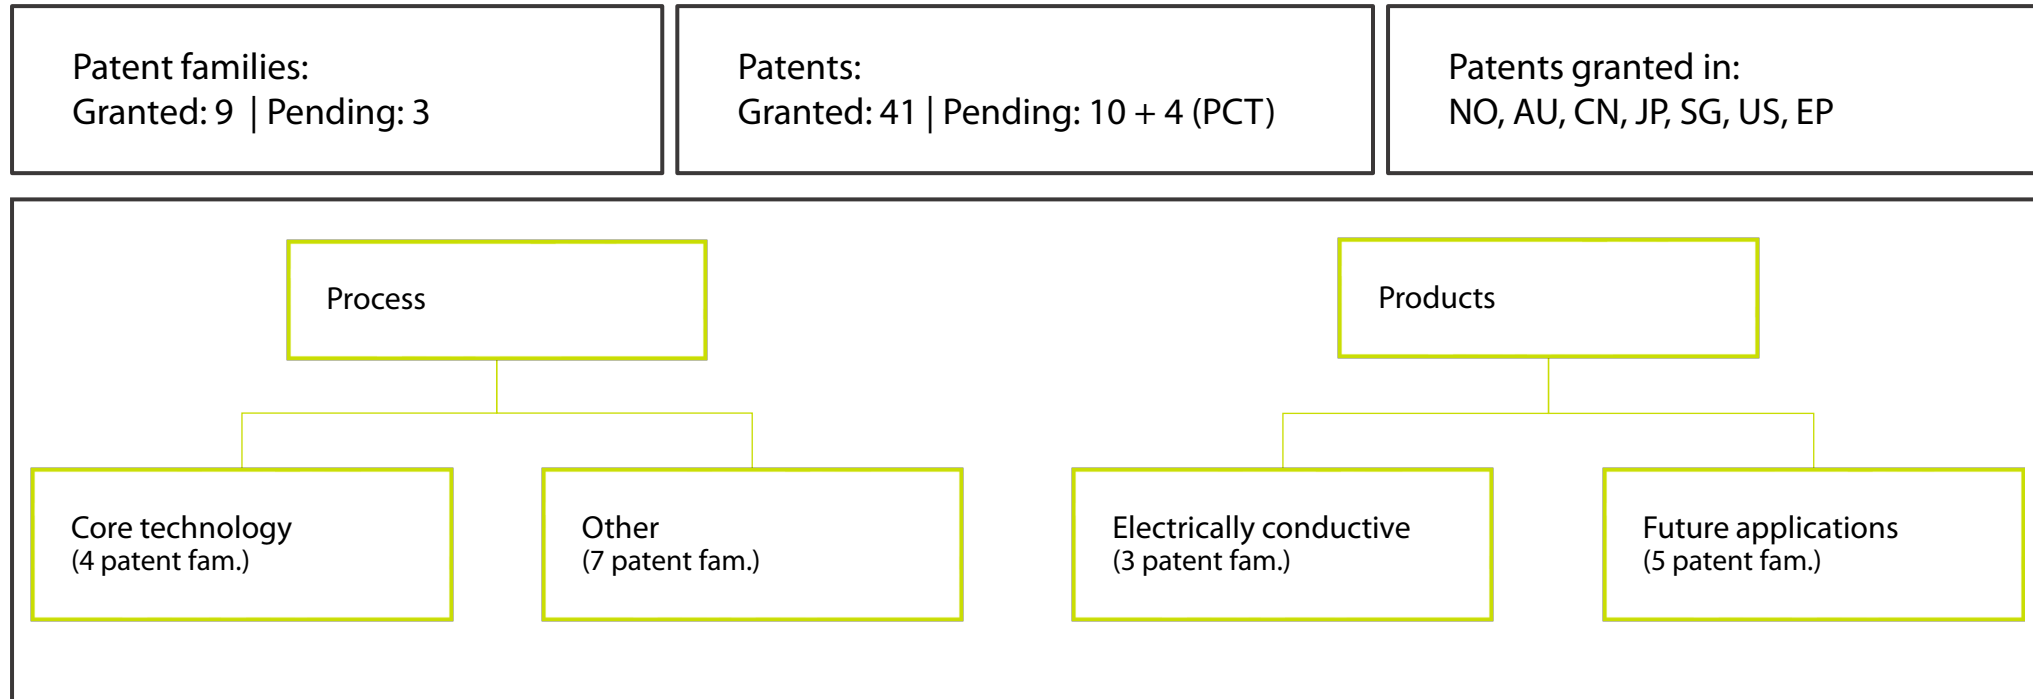 Patent families:
Granted: 9 | Pending: 3
Patents:
Granted: 41 | Pending: 10 + 4 (PCT)
Patents granted in:
NO, AU, CN, JP, SG, US, EP
Process
Products
Core technology
(4 patent fam.)
Other
(7 patent fam.)
Electrically conductive
(3 patent fam.)
Future applications
(5 patent fam.)